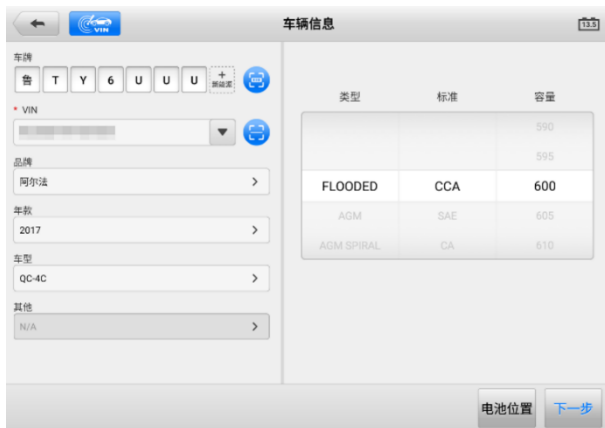 VIN
车辆信息
13.5
车牌
鲁 T Y 6 U U U + 新能源
* VIN
品牌
阿尔法
年款
2017
车型
QC-4C
其他
N/A
类型 标准 容量
590
595
FLOODED CCA 600
AGM SAE 605
AGM SPIRAL CA 610
电池位置 下一步